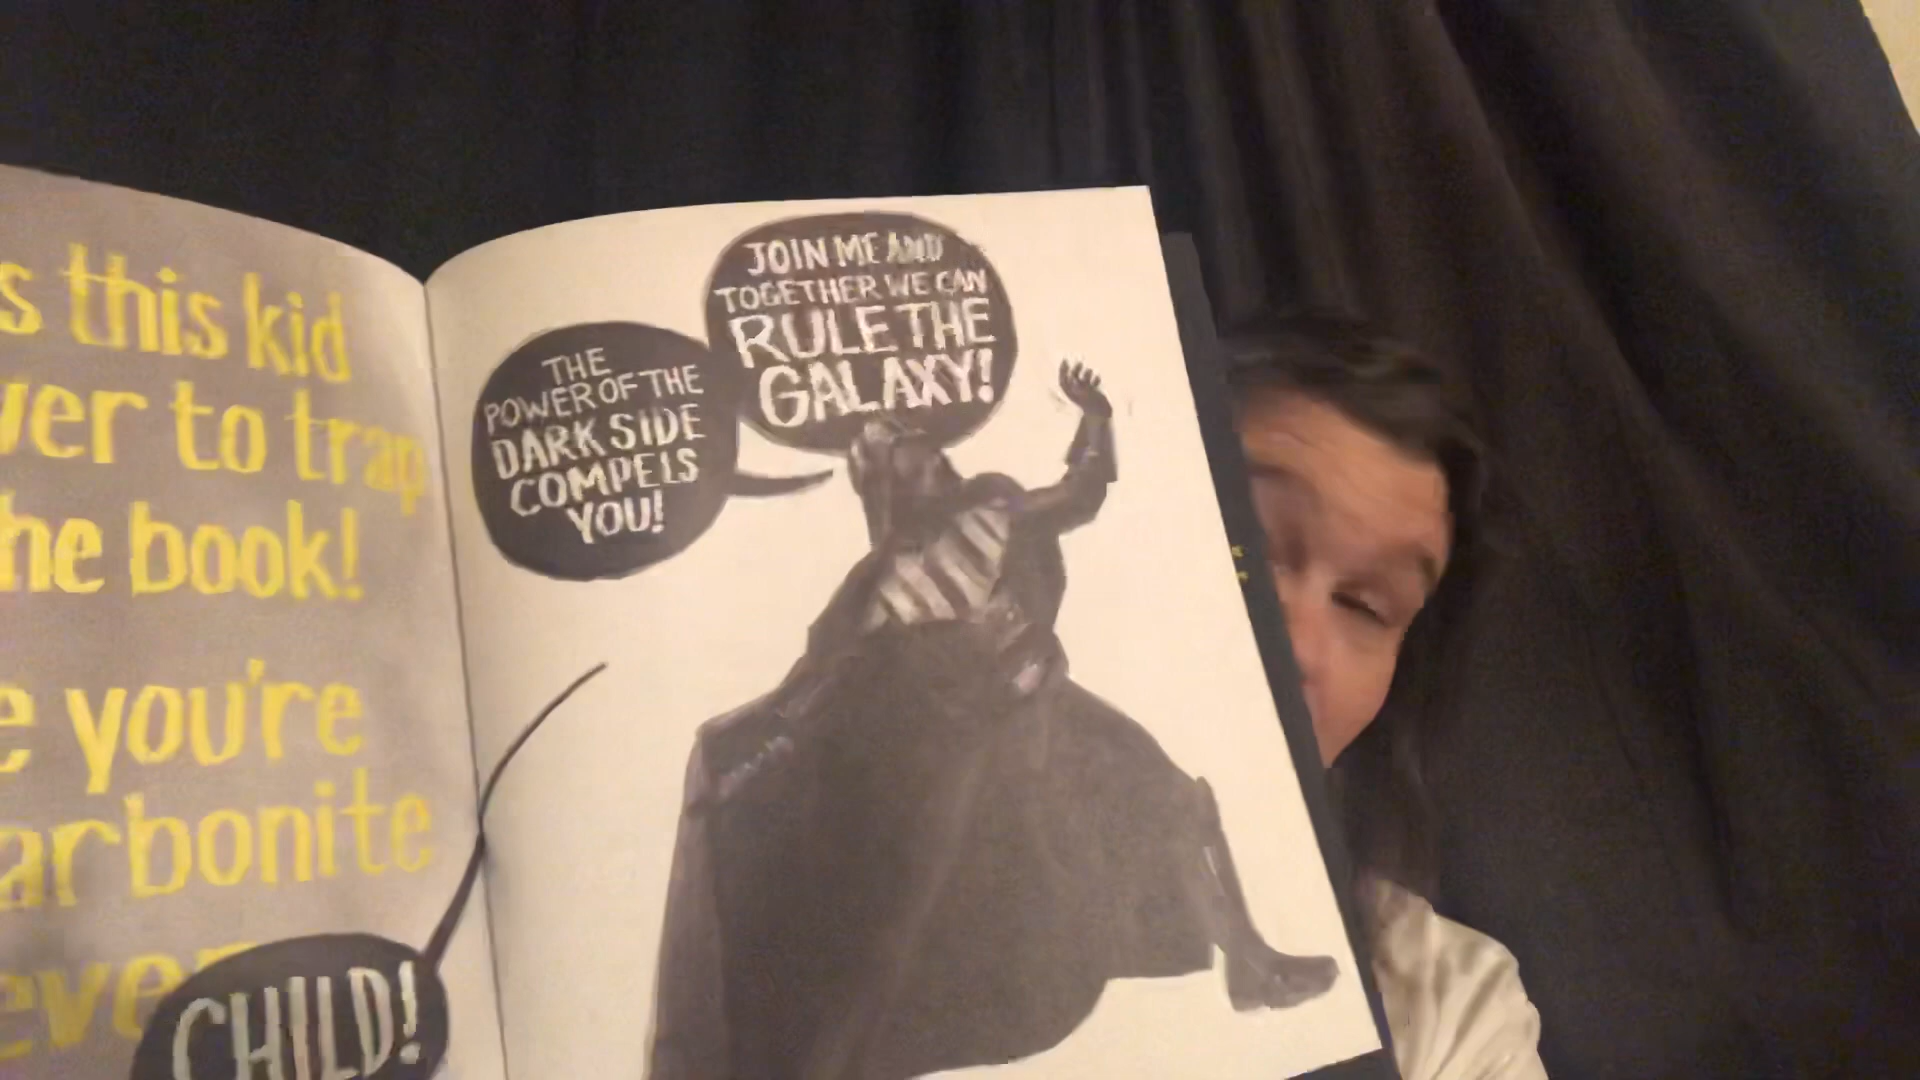 s this kid
ver to trap
he book!
e you're
arbonite
ever
CHILD!
THE
POWER OF THE
DARK SIDE
COMPELS
YOU!
JOIN ME AND
TOGETHER WE CAN
RULE THE
GALAXY!